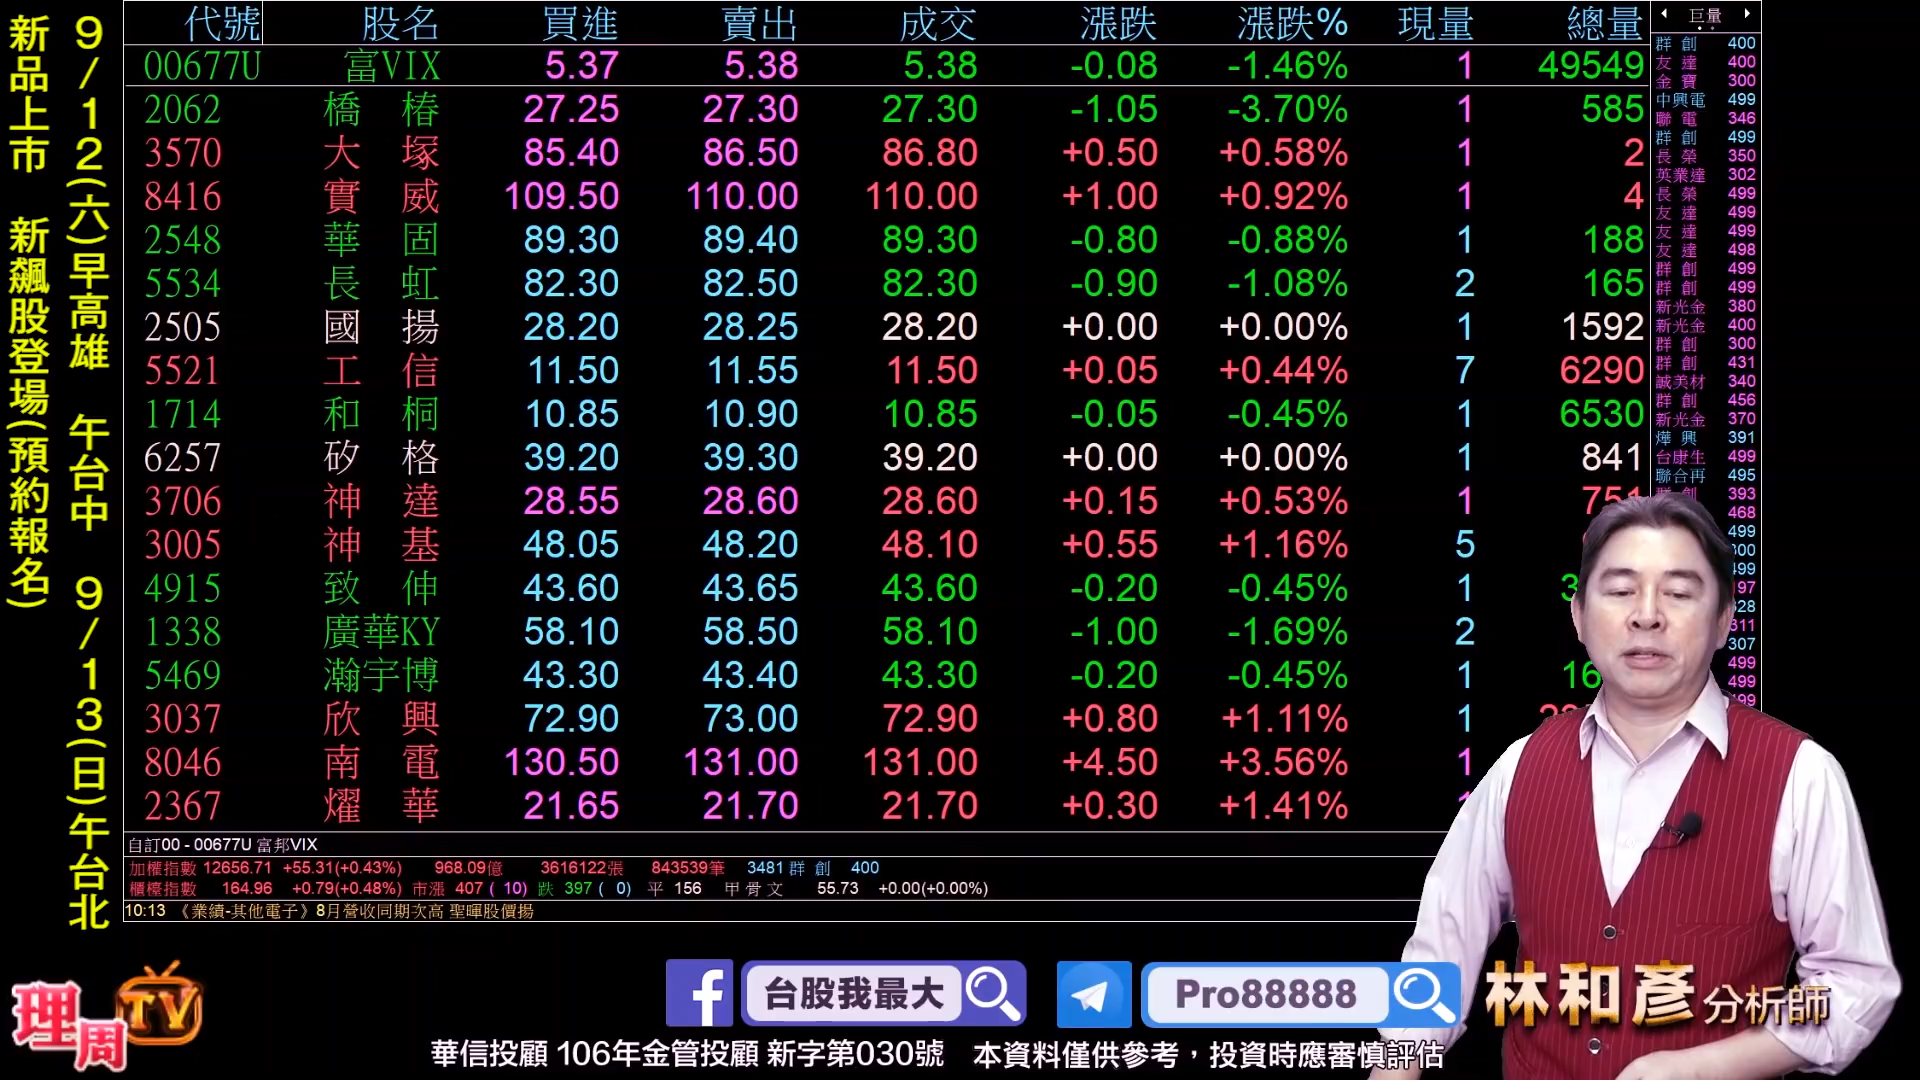 新品上市 新飆股登場(預約報名)
9/12(六)早高雄 午台中 9/13(日)午台北
代號 股名 買進 賣出 成交 漲跌 漲跌% 現量 總量
00677U 富VIX 5.37 5.38 5.38 -0.08 -1.46% 1 49549
2062 橋椿 27.25 27.30 27.30 -1.05 -3.70% 1 585
3570 大塚 85.40 86.50 86.80 +0.50 +0.58% 1 2
8416 實威 109.50 110.00 110.00 +1.00 +0.92% 1 4
2548 華固 89.30 89.40 89.30 -0.80 -0.88% 1 188
5534 長虹 82.30 82.50 82.30 -0.90 -1.08% 2 165
2505 國揚 28.20 28.25 28.20 +0.00 +0.00% 1 1592
5521 工信 11.50 11.55 11.50 +0.05 +0.44% 7 6290
1714 和桐 10.85 10.90 10.85 -0.05 -0.45% 1 6530
6257 矽格 39.20 39.30 39.20 +0.00 +0.00% 1 841
3706 神達 28.55 28.60 28.60 +0.15 +0.53% 1 751
3005 神基 48.05 48.20 48.10 +0.55 +1.16% 5
4915 致伸 43.60 43.65 43.60 -0.20 -0.45% 1
1338 廣華KY 58.10 58.50 58.10 -1.00 -1.69% 2
5469 瀚宇博 43.30 43.40 43.30 -0.20 -0.45% 1
3037 欣興 72.90 73.00 72.90 +0.80 +1.11% 1
8046 南電 130.50 131.00 131.00 +4.50 +3.56% 1
2367 燿華 21.65 21.70 21.70 +0.30 +1.41%
自訂00 - 00677U 富邦VIX
加權指數 12656.71 +55.31(+0.43%) 968.09億 3616122張 843539筆 3481 群創 400
櫃檯指數 164.96 +0.79(+0.48%) 市漲 407 ( 10) 跌 397 ( 0) 平 156 甲骨文 55.73 +0.00(+0.00%)
10:13 《業績-其他電子》8月營收同期次高 聖暉股價揚
巨量
群創 400
友達 400
金寶 300
中興電 499
聯電 346
群創 499
長榮 350
英業達 302
長榮 499
友達 499
友達 499
友達 498
群創 499
群創 499
新光金 380
新光金 400
群創 300
群創 431
誠美材 340
群創 456
新光金 370
燁興 391
台康生 499
聯合再 495
群創 393
468
499
499
311
307
499
499
理周TV
台股我最大
Pro88888
林和彥分析師
華信投顧 106年金管投顧 新字第030號 本資料僅供參考，投資時應審慎評估